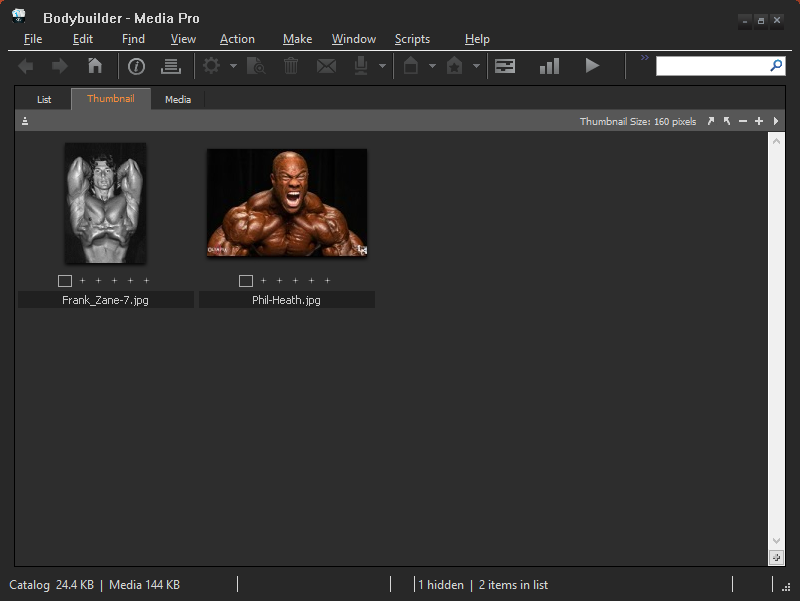 Bodybuilder - Media Pro
File Edit Find View Action Make Window Scripts Help
List Thumbnail Media
Thumbnail Size: 160 pixels
OLYMPIA
Frank_Zane-7.jpg Phil-Heath.jpg
Catalog 24.4 KB | Media 144 KB 1 hidden | 2 items in list